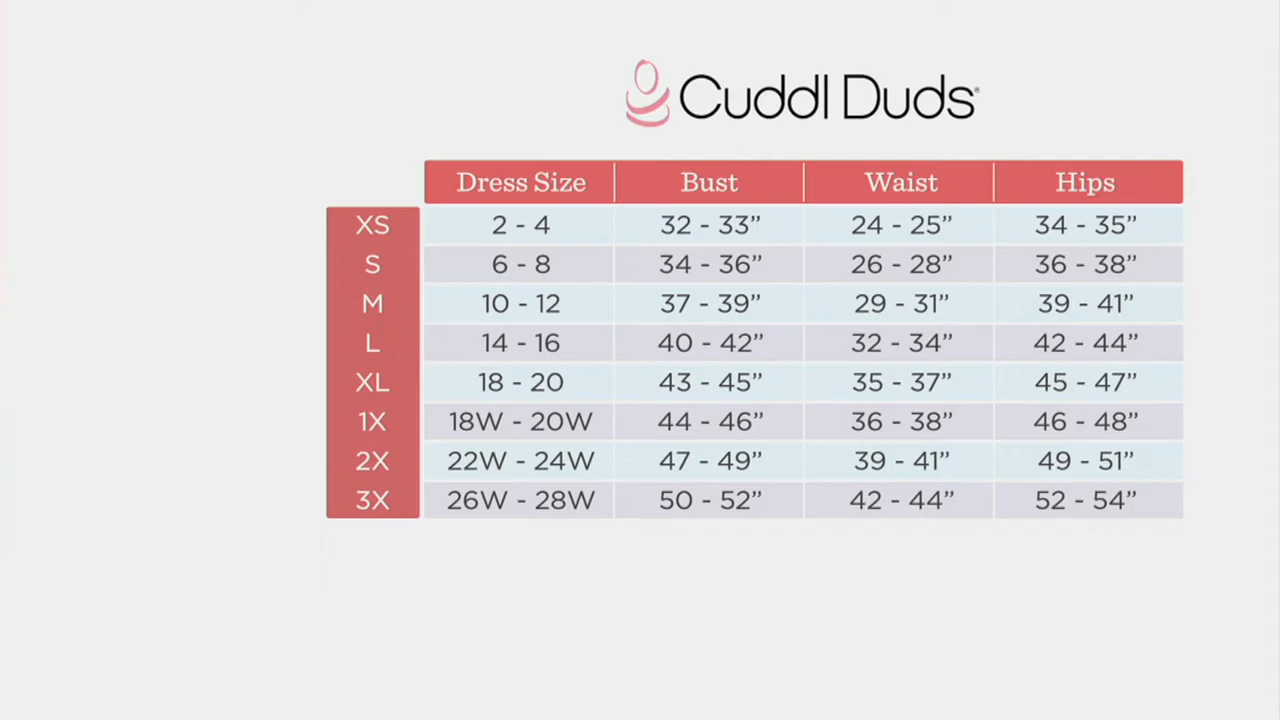 Cuddl Duds®
Dress Size Bust Waist Hips
XS 2 - 4 32 - 33” 24 - 25” 34 - 35”
S 6 - 8 34 - 36” 26 - 28” 36 - 38”
M 10 - 12 37 - 39” 29 - 31” 39 - 41”
L 14 - 16 40 - 42” 32 - 34” 42 - 44”
XL 18 - 20 43 - 45” 35 - 37” 45 - 47”
1X 18W - 20W 44 - 46” 36 - 38” 46 - 48”
2X 22W - 24W 47 - 49” 39 - 41” 49 - 51”
3X 26W - 28W 50 - 52” 42 - 44” 52 - 54”